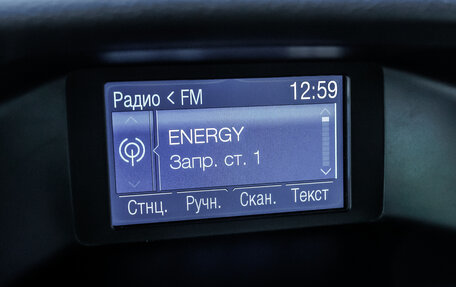 Радио < FM 12:59
ENERGY
Запр. ст. 1
Стнц. Ручн. Скан. Текст